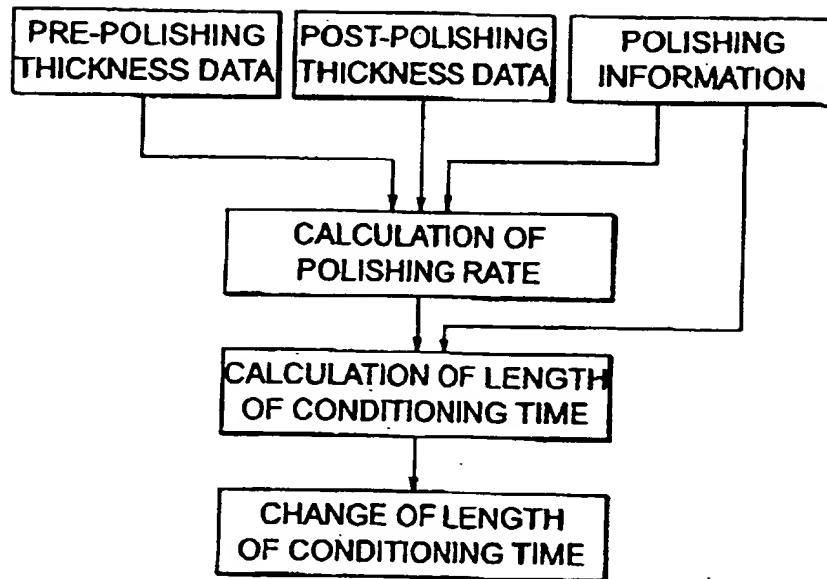 PRE-POLISHING
THICKNESS DATA
POST-POLISHING
THICKNESS DATA
POLISHING
INFORMATION
CALCULATION OF
POLISHING RATE
CALCULATION OF LENGTH
OF CONDITIONING TIME
CHANGE OF LENGTH
OF CONDITIONING TIME